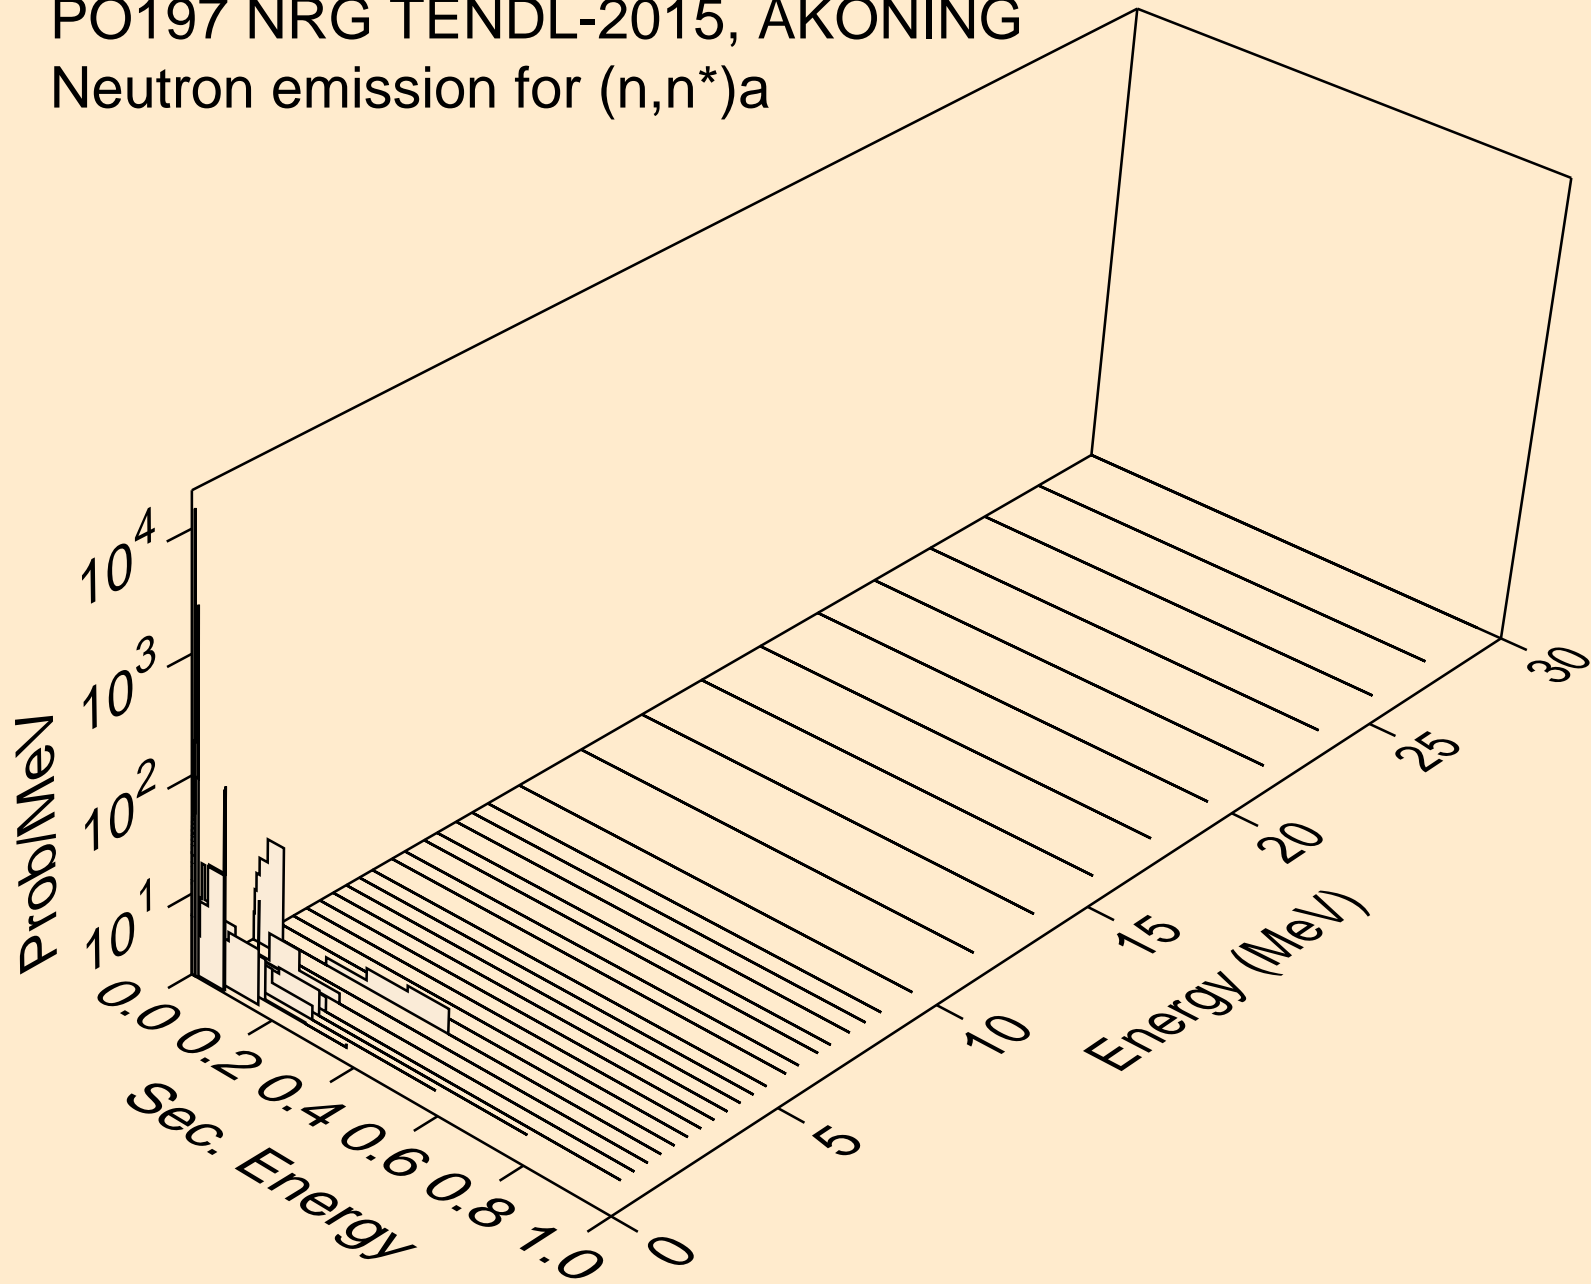 PO197 NRG TENDL-2015, AKONING
Neutron emission for (n,n*)a
10^4
10^3
10^2
10^1
Prob/MeV
0.0 0.2 0.4 0.6 0.8 1.0
Sec. Energy
0 5 10 15 20 25 30
Energy (MeV)